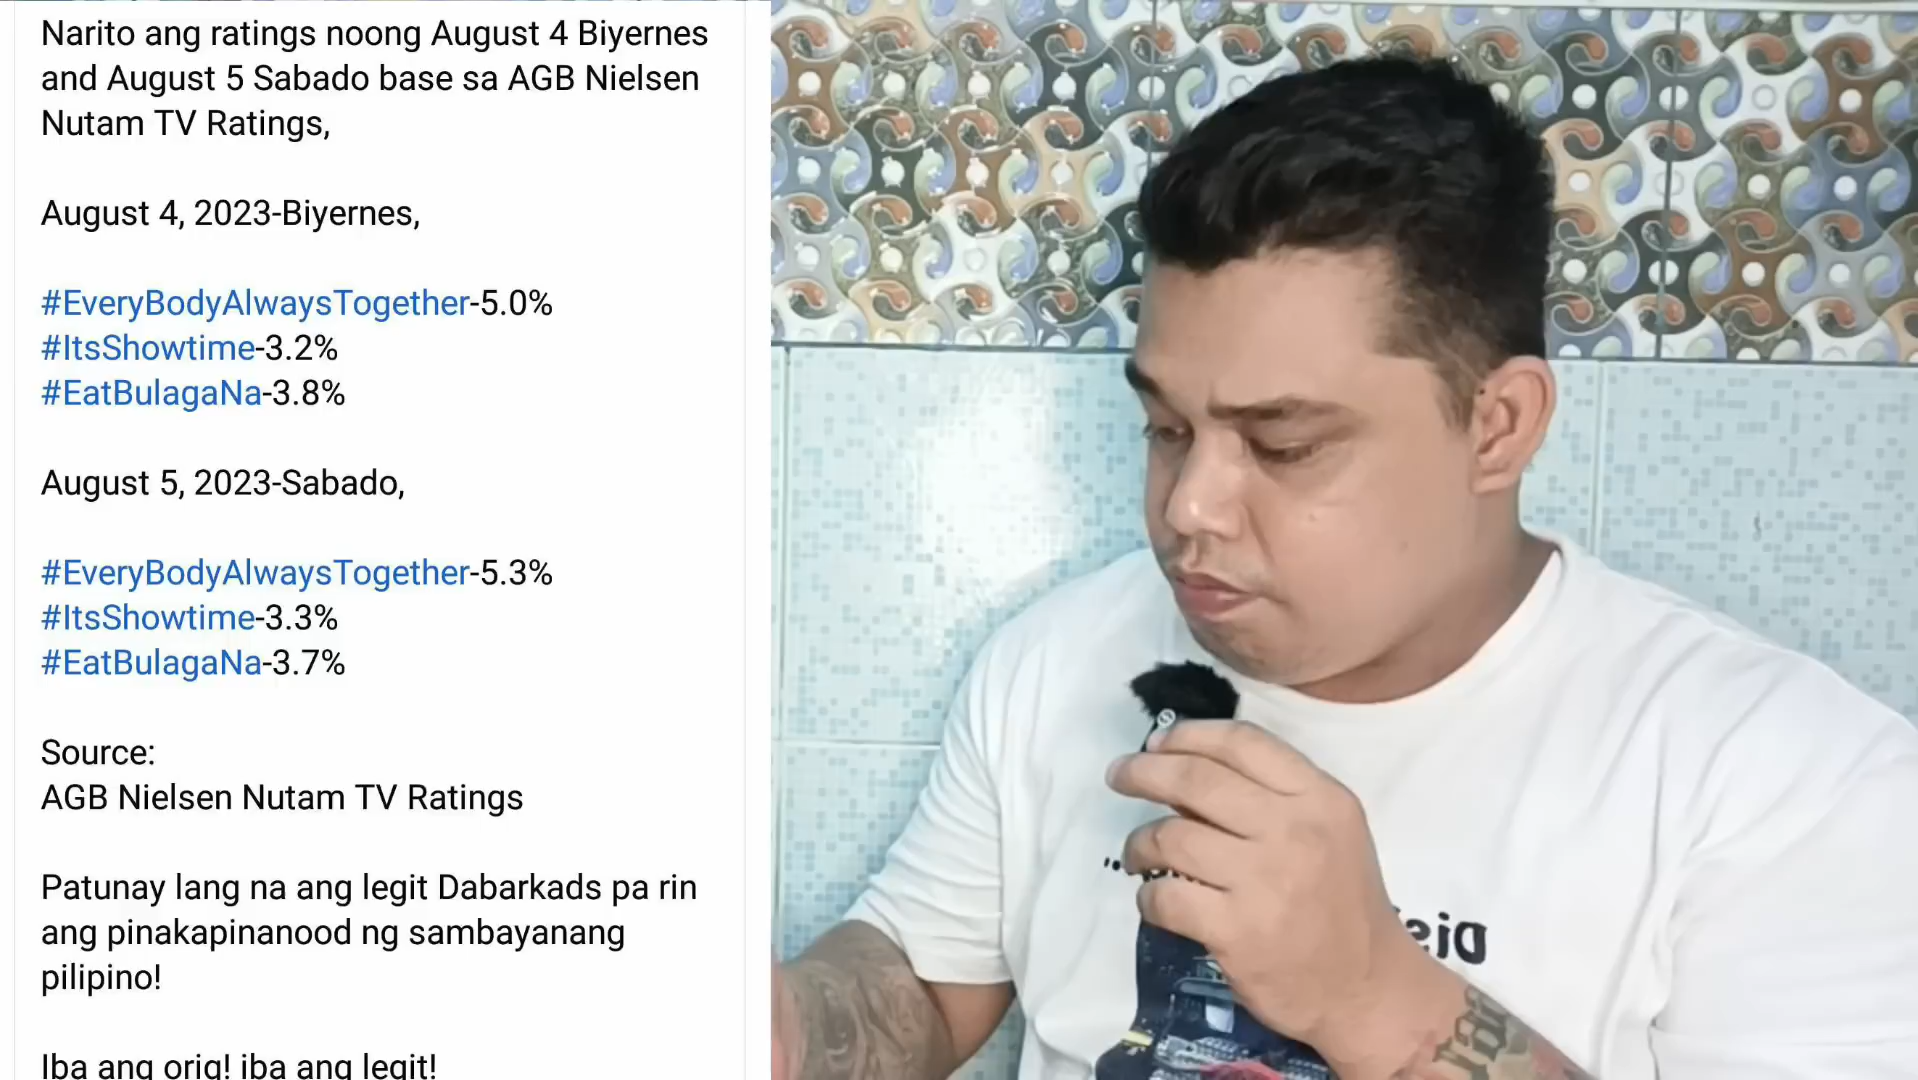 Narito ang ratings noong August 4 Biyernes
and August 5 Sabado base sa AGB Nielsen
Nutam TV Ratings,
August 4, 2023-Biyernes,
#EveryBodyAlwaysTogether-5.0%
#ItsShowtime-3.2%
#EatBulagaNa-3.8%
August 5, 2023-Sabado,
#EveryBodyAlwaysTogether-5.3%
#ItsShowtime-3.3%
#EatBulagaNa-3.7%
Source:
AGB Nielsen Nutam TV Ratings
Patunay lang na ang legit Dabarkads pa rin
ang pinakapinanood ng sambayanang
pilipino!
Iba ang orig! iba ang legit!